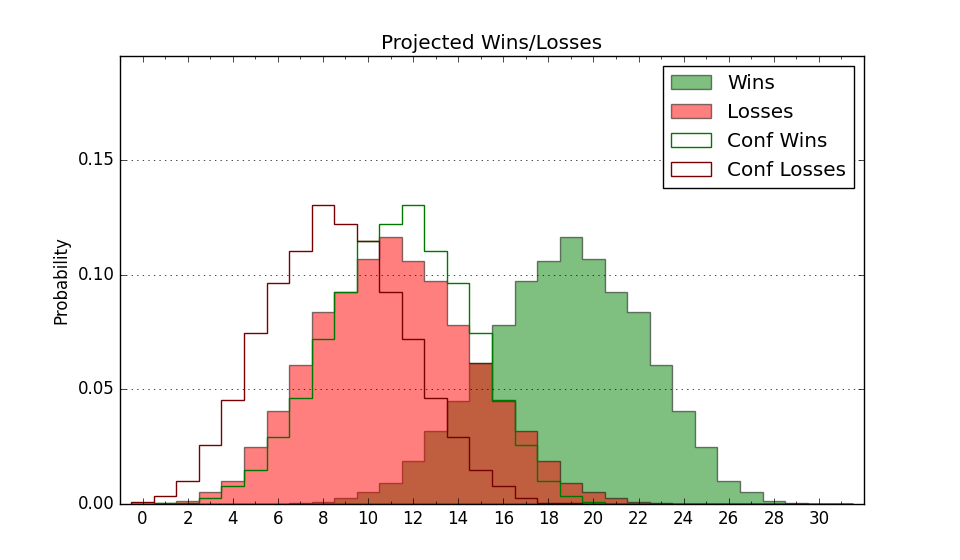 Projected Wins/Losses
Wins
Losses
Conf Wins
Conf Losses
0.15
0.10
0.05
0.00
Probability
0 2 4 6 8 10 12 14 16 18 20 22 24 26 28 30